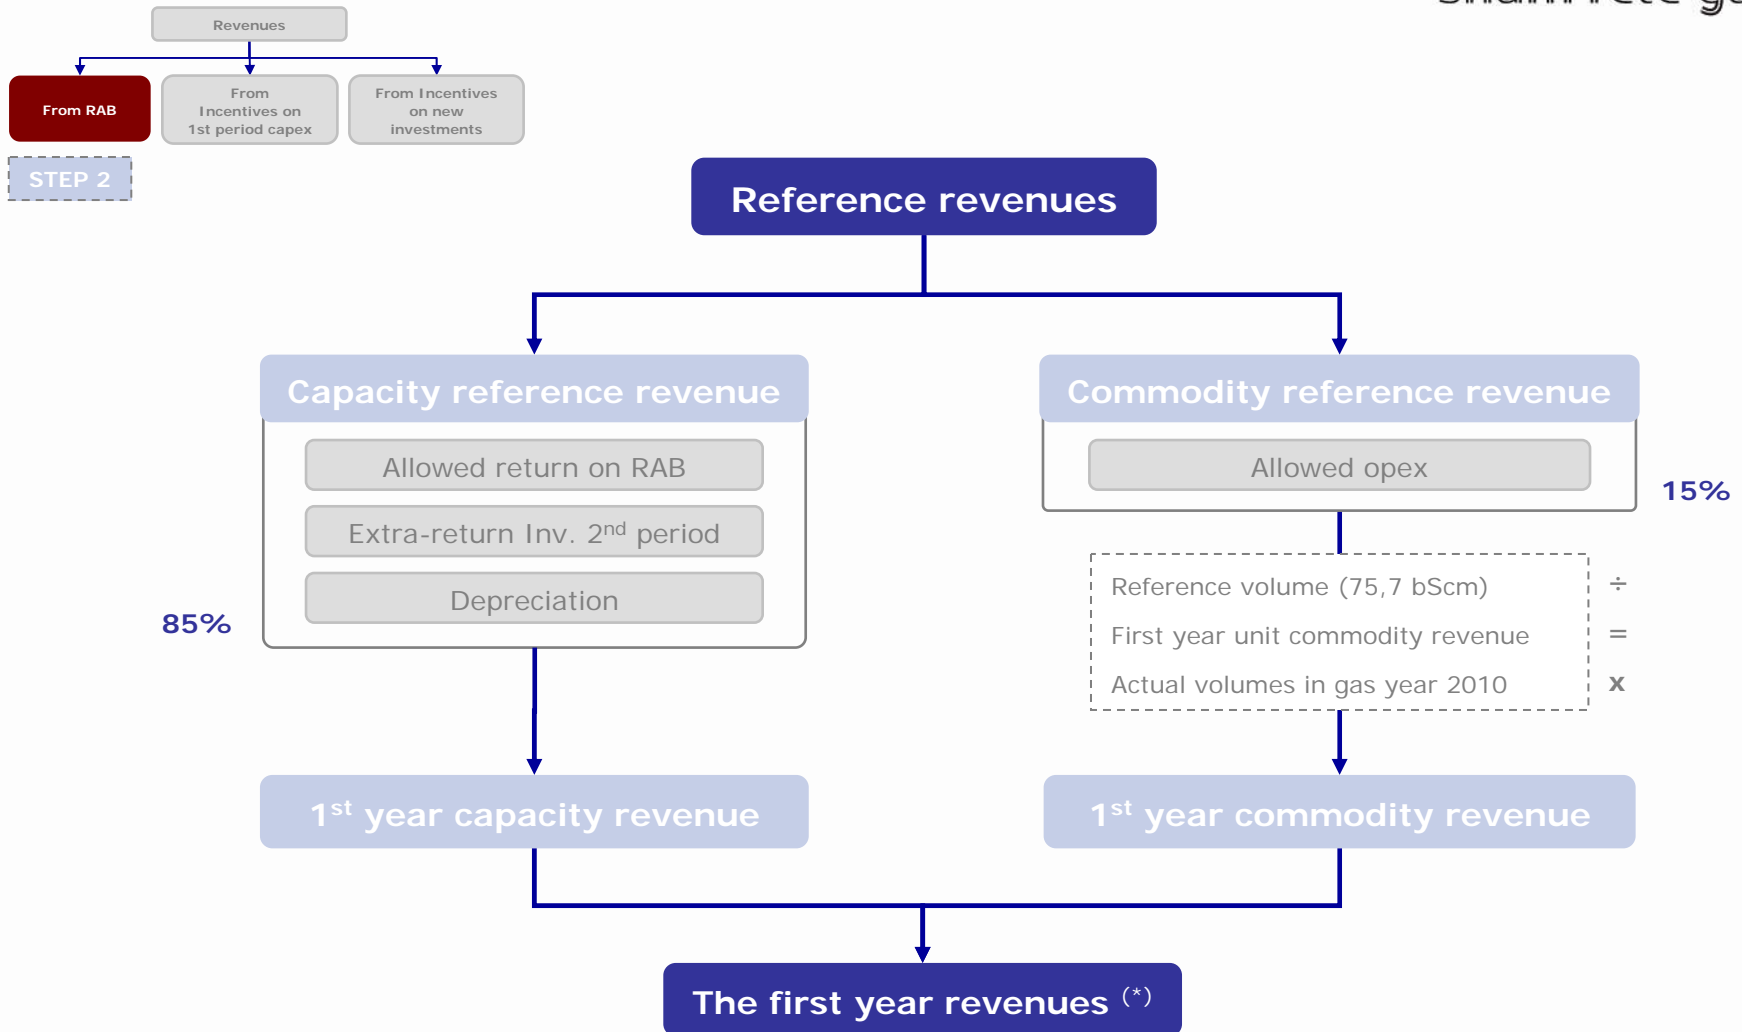 Revenues
From RAB
From
Incentives on
1st period capex
From Incentives
on new
investments
STEP 2
Reference revenues
Capacity reference revenue
Allowed return on RAB
Extra-return Inv. 2nd period
Depreciation
85%
Commodity reference revenue
Allowed opex
15%
Reference volume (75,7 bScm) ÷
First year unit commodity revenue =
Actual volumes in gas year 2010 x
1st year capacity revenue
1st year commodity revenue
The first year revenues (*)